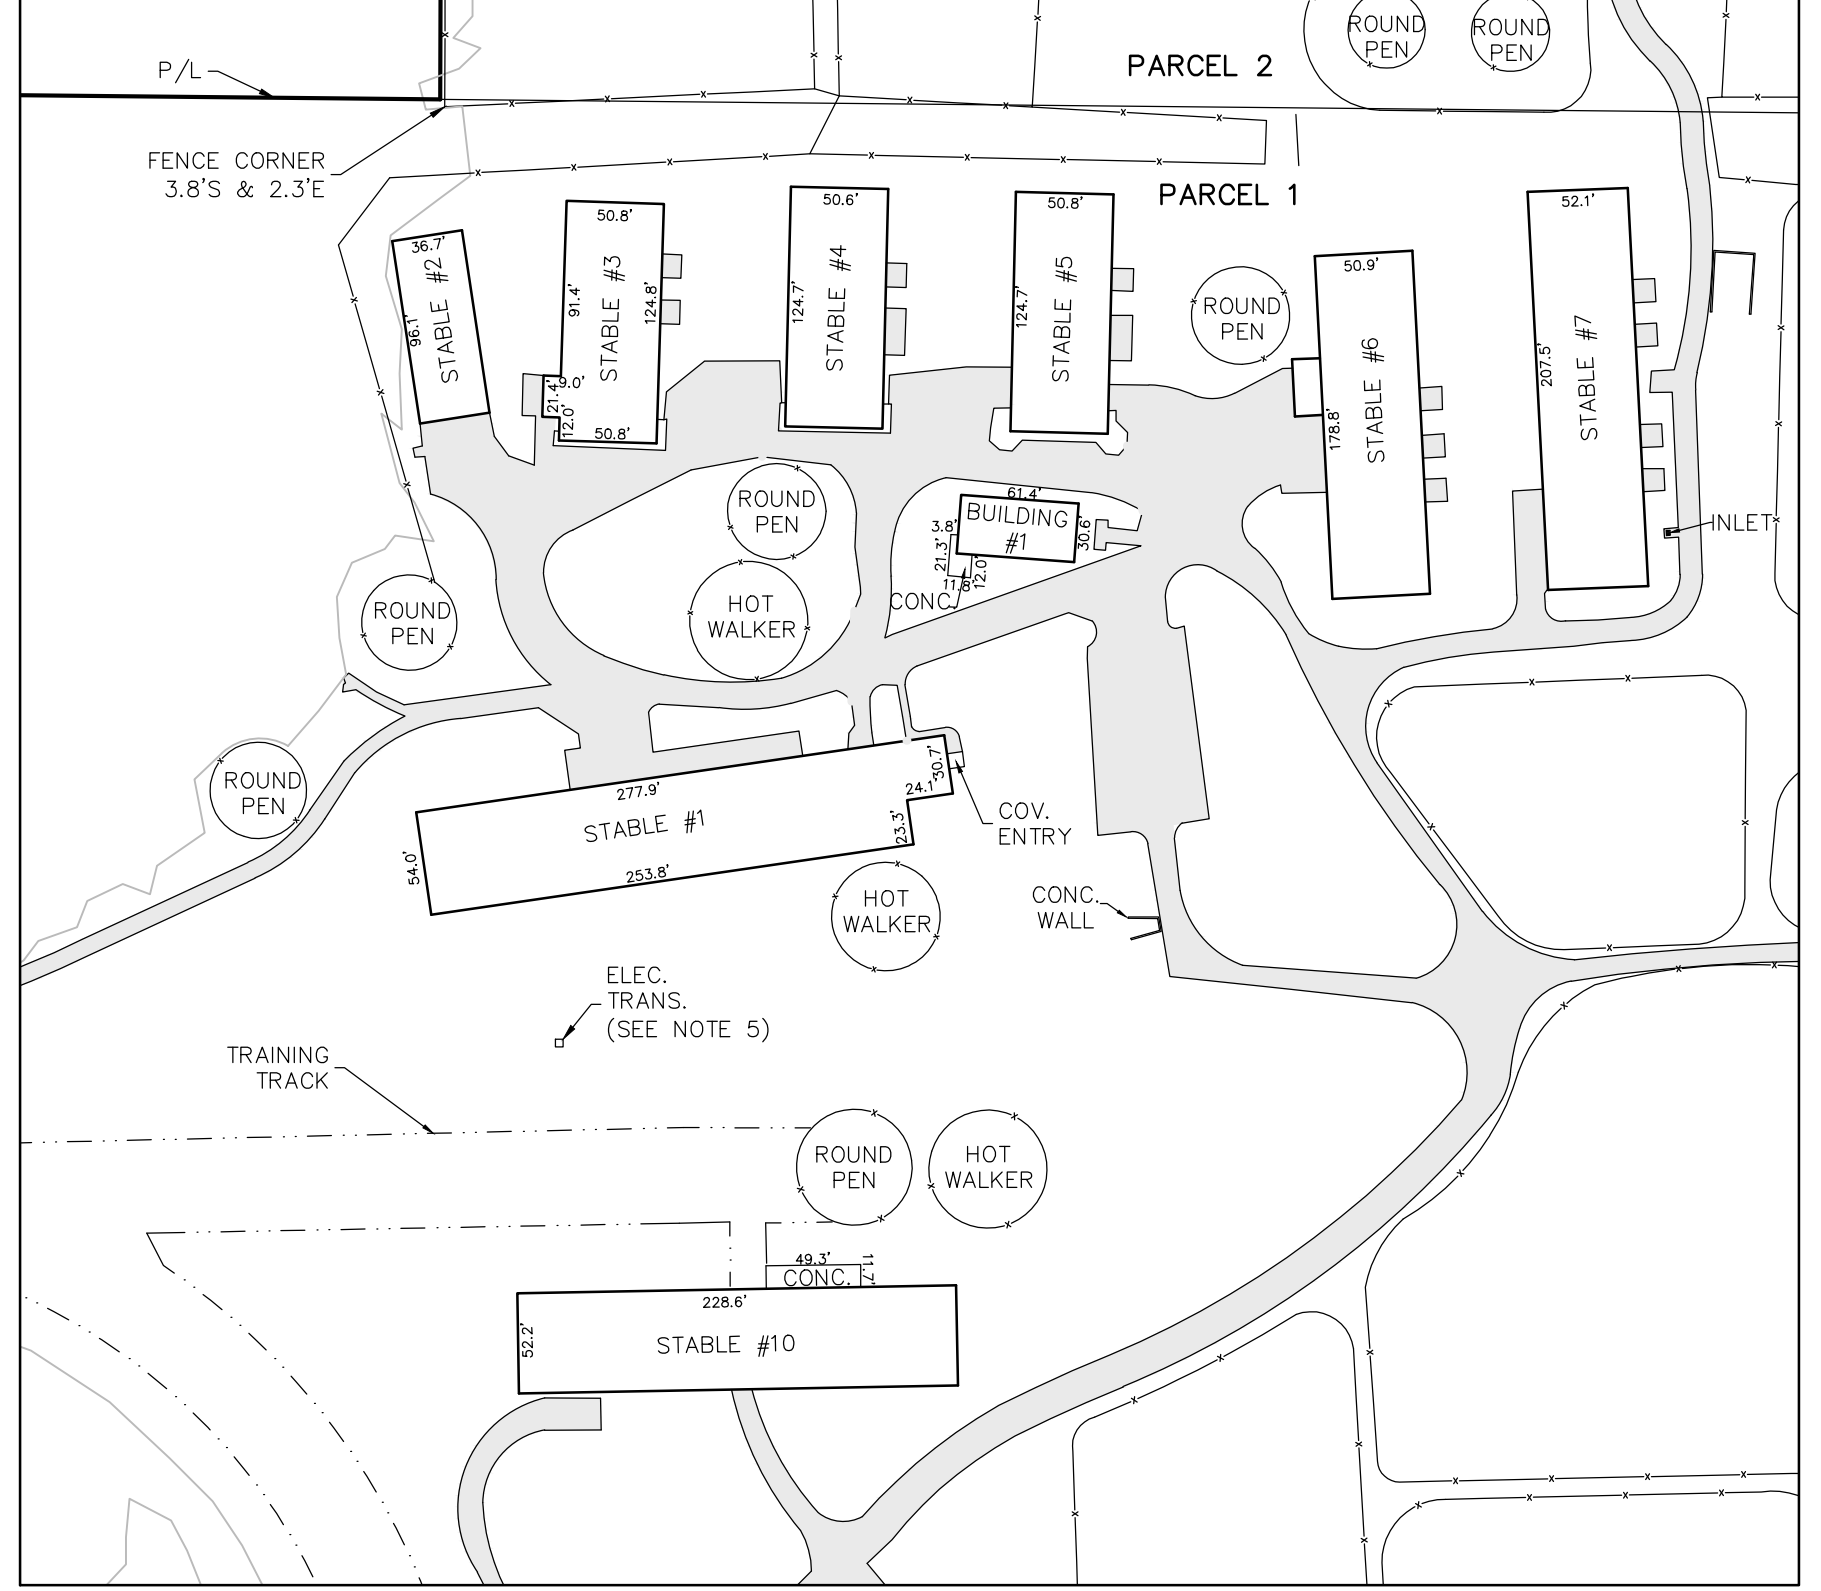 ROUND
PEN
ROUND
PEN
PARCEL 2
P/L
FENCE CORNER
3.8'S & 2.3'E
PARCEL 1
36.7'
96.1'
STABLE #2
50.8'
91.4'
STABLE #3
124.8'
9.0'
21.4'
12.0'
50.8'
50.6'
124.7'
STABLE #4
50.8'
124.7'
STABLE #5
ROUND
PEN
50.9'
178.8'
STABLE #6
52.1'
207.5'
STABLE #7
INLET
ROUND
PEN
HOT
WALKER
61.4'
BUILDING
#1
30.6'
3.8'
21.3'
11.8'
12.0'
CONC.
ROUND
PEN
ROUND
PEN
277.9'
STABLE #1
54.0'
253.8'
30.7'
24.1'
23.3'
COV.
ENTRY
HOT
WALKER
CONC.
WALL
ELEC.
TRANS.
(SEE NOTE 5)
TRAINING
TRACK
ROUND
PEN
HOT
WALKER
49.3'
11.7'
CONC.
228.6'
52.2'
STABLE #10